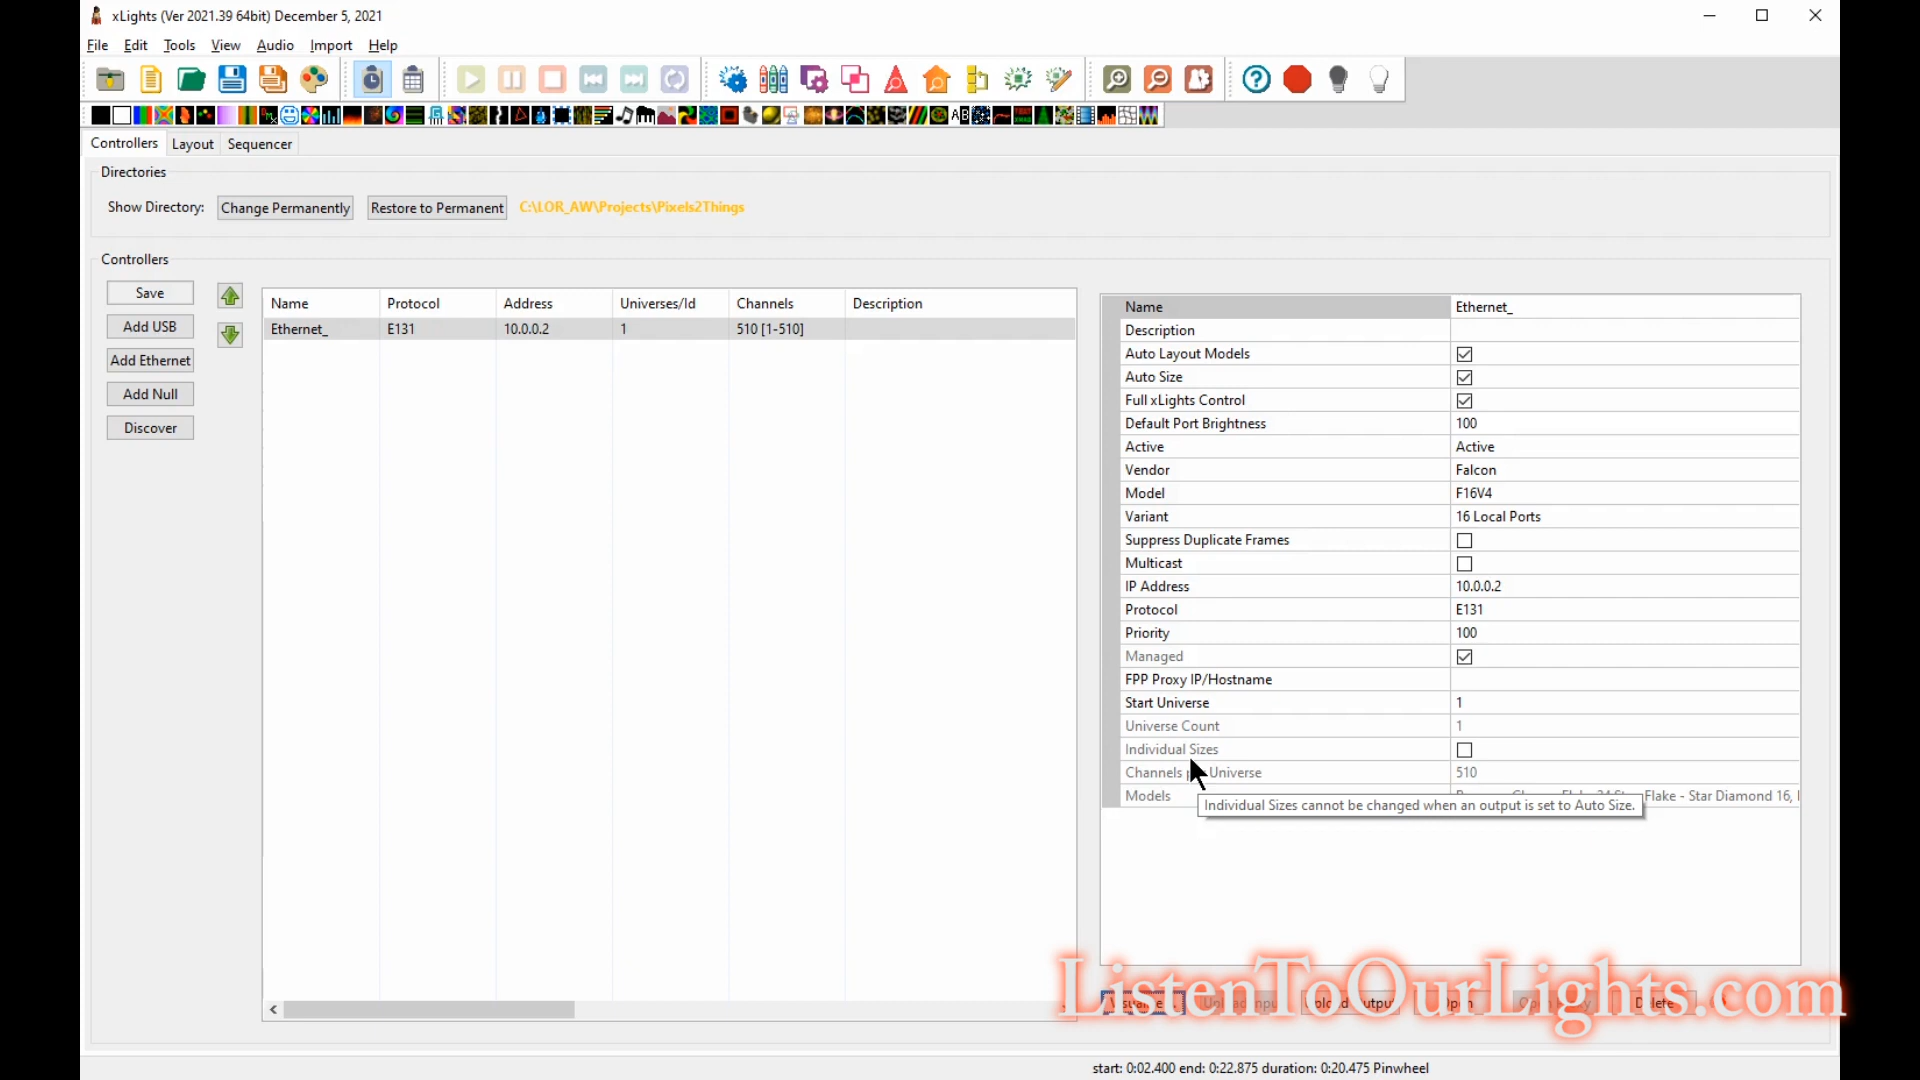 xLights (Ver 2021.39 64bit) December 5, 2021
File Edit Tools View Audio Import Help
Controllers Layout Sequencer
Directories
Show Directory: Change Permanently Restore to Permanent C:\LOR_AW\Projects\Pixels2Things
Controllers
Save
Add USB
Add Ethernet
Add Null
Discover
Name Protocol Address Universes/Id Channels Description
Ethernet_ E131 10.0.0.2 1 510 [1-510]
Name Ethernet_
Description
Auto Layout Models
Auto Size
Full xLights Control
Default Port Brightness 100
Active Active
Vendor Falcon
Model F16V4
Variant 16 Local Ports
Suppress Duplicate Frames
Multicast
IP Address 10.0.0.2
Protocol E131
Priority 100
Managed
FPP Proxy IP/Hostname
Start Universe 1
Universe Count 1
Individual Sizes
Channels Universe 510
Models Flake - Star Diamond 16,
Individual Sizes cannot be changed when an output is set to Auto Size.
Delete
ListenToOurLights.com
start: 0:02.400 end: 0:22.875 duration: 0:20.475 Pinwheel